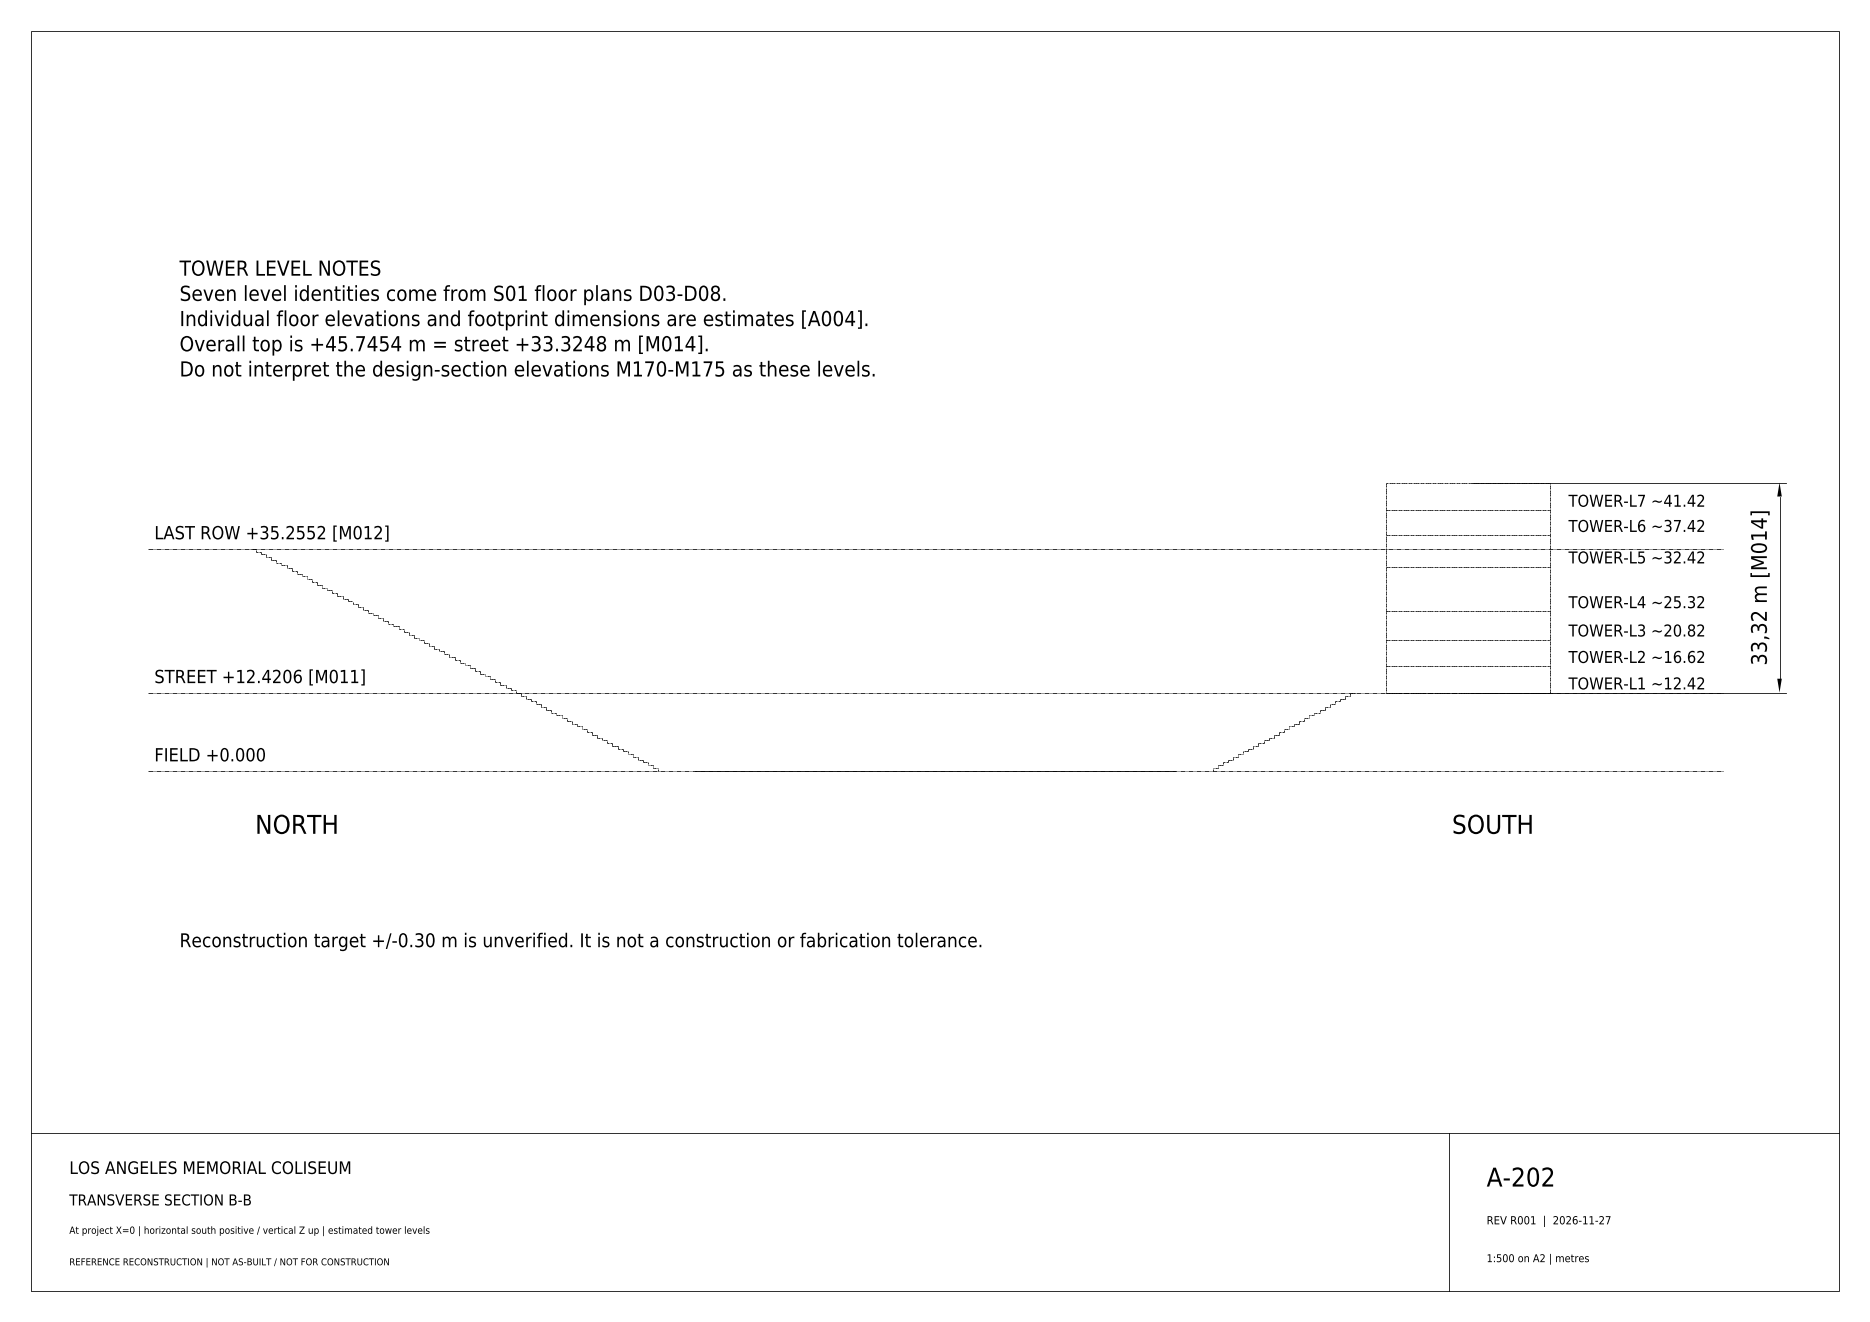 TOWER LEVEL NOTES
Seven level identities come from S01 floor plans D03-D08.
Individual floor elevations and footprint dimensions are estimates [A004].
Overall top is +45.7454 m = street +33.3248 m [M014].
Do not interpret the design-section elevations M170-M175 as these levels.
LAST ROW +35.2552 [M012]
STREET +12.4206 [M011]
FIELD +0.000
TOWER-L7 ~41.42
TOWER-L6 ~37.42
TOWER-L5 ~32.42
TOWER-L4 ~25.32
TOWER-L3 ~20.82
TOWER-L2 ~16.62
TOWER-L1 ~12.42
33,32 m [M014]
NORTH
SOUTH
Reconstruction target +/-0.30 m is unverified. It is not a construction or fabrication tolerance.
LOS ANGELES MEMORIAL COLISEUM
TRANSVERSE SECTION B-B
At project X=0 | horizontal south positive / vertical Z up | estimated tower levels
REFERENCE RECONSTRUCTION | NOT AS-BUILT / NOT FOR CONSTRUCTION
A-202
REV R001 | 2026-11-27
1:500 on A2 | metres